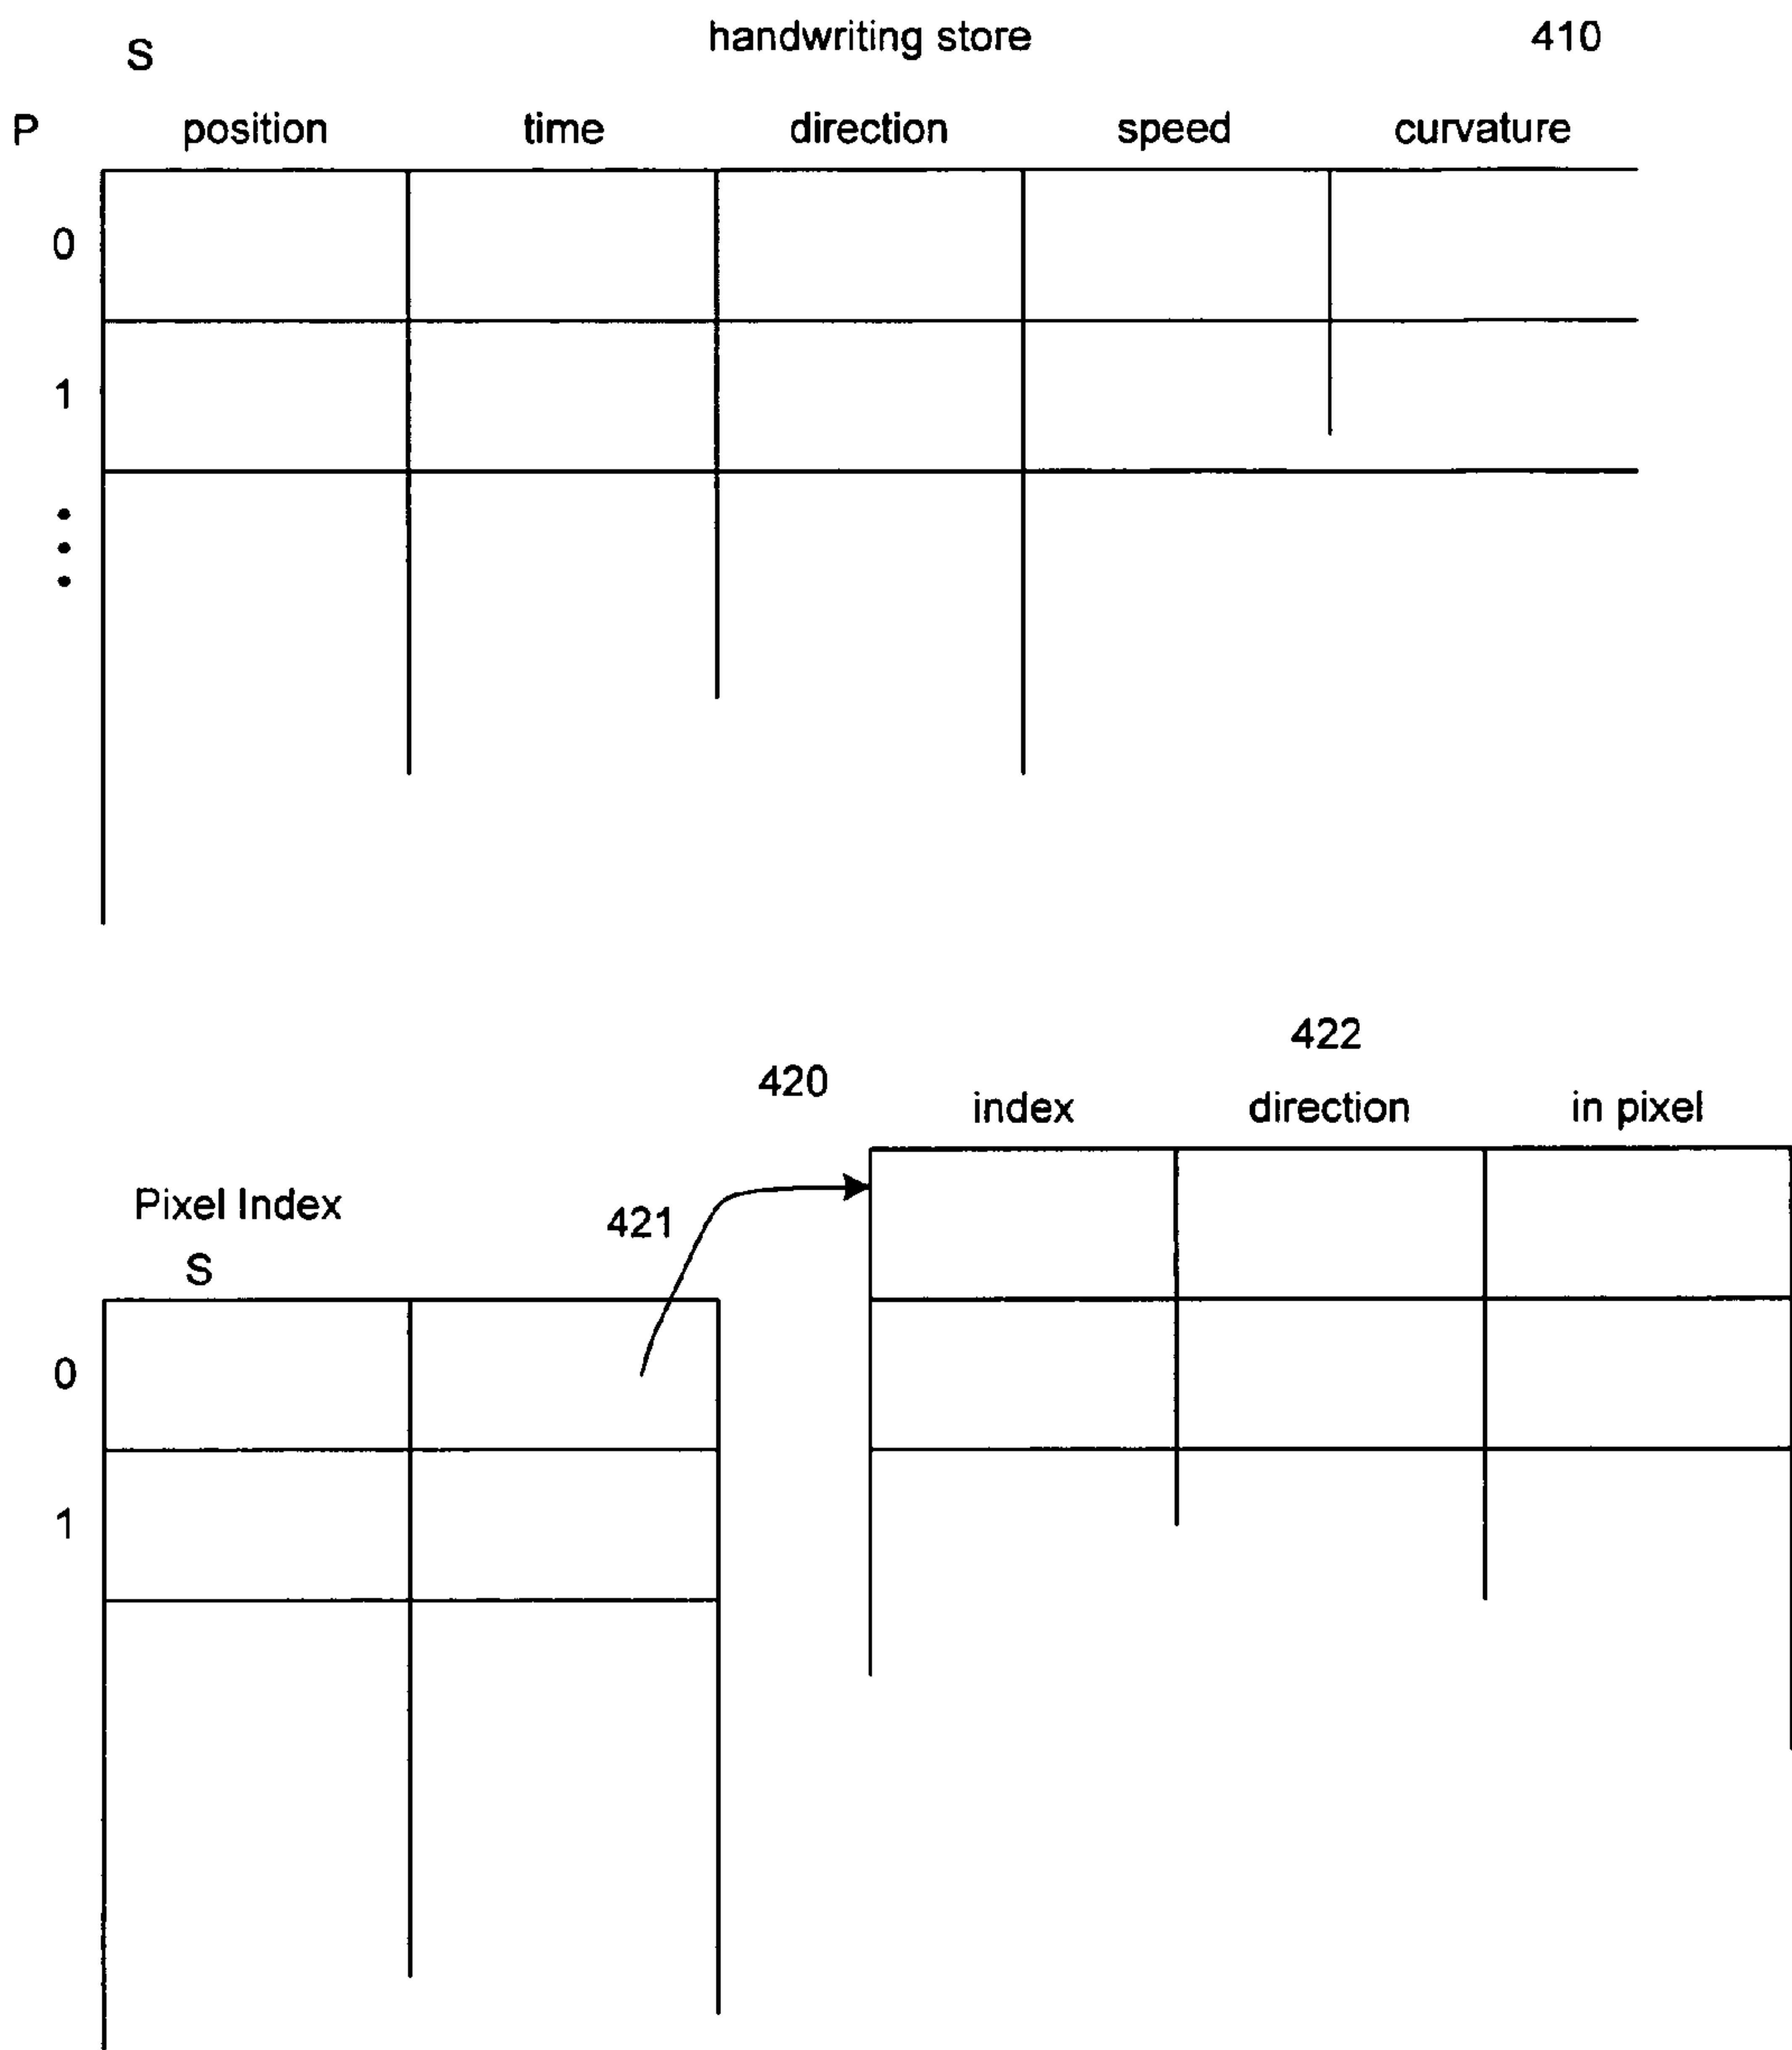 S handwriting store 410
P position time direction speed curvature
0
1
422
420
index direction in pixel
Pixel Index
421
S
0
1